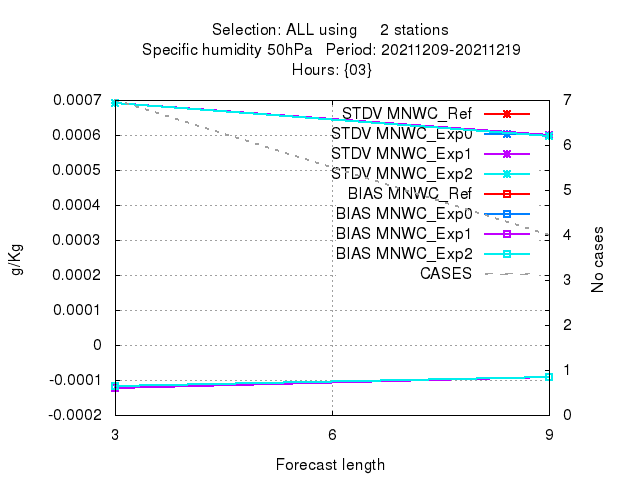 Selection: ALL using 2 stations
Specific humidity 50hPa Period: 20211209-20211219
Hours: {03}
0.0007
0.0006
0.0005
0.0004
0.0003
0.0002
0.0001
0
-0.0001
-0.0002
g/Kg
STDV MNWC_Ref
STDV MNWC_Exp0
STDV MNWC_Exp1
STDV MNWC_Exp2
BIAS MNWC_Ref
BIAS MNWC_Exp0
BIAS MNWC_Exp1
BIAS MNWC_Exp2
CASES
7
6
5
4
3
2
1
0
No cases
3 6 9
Forecast length